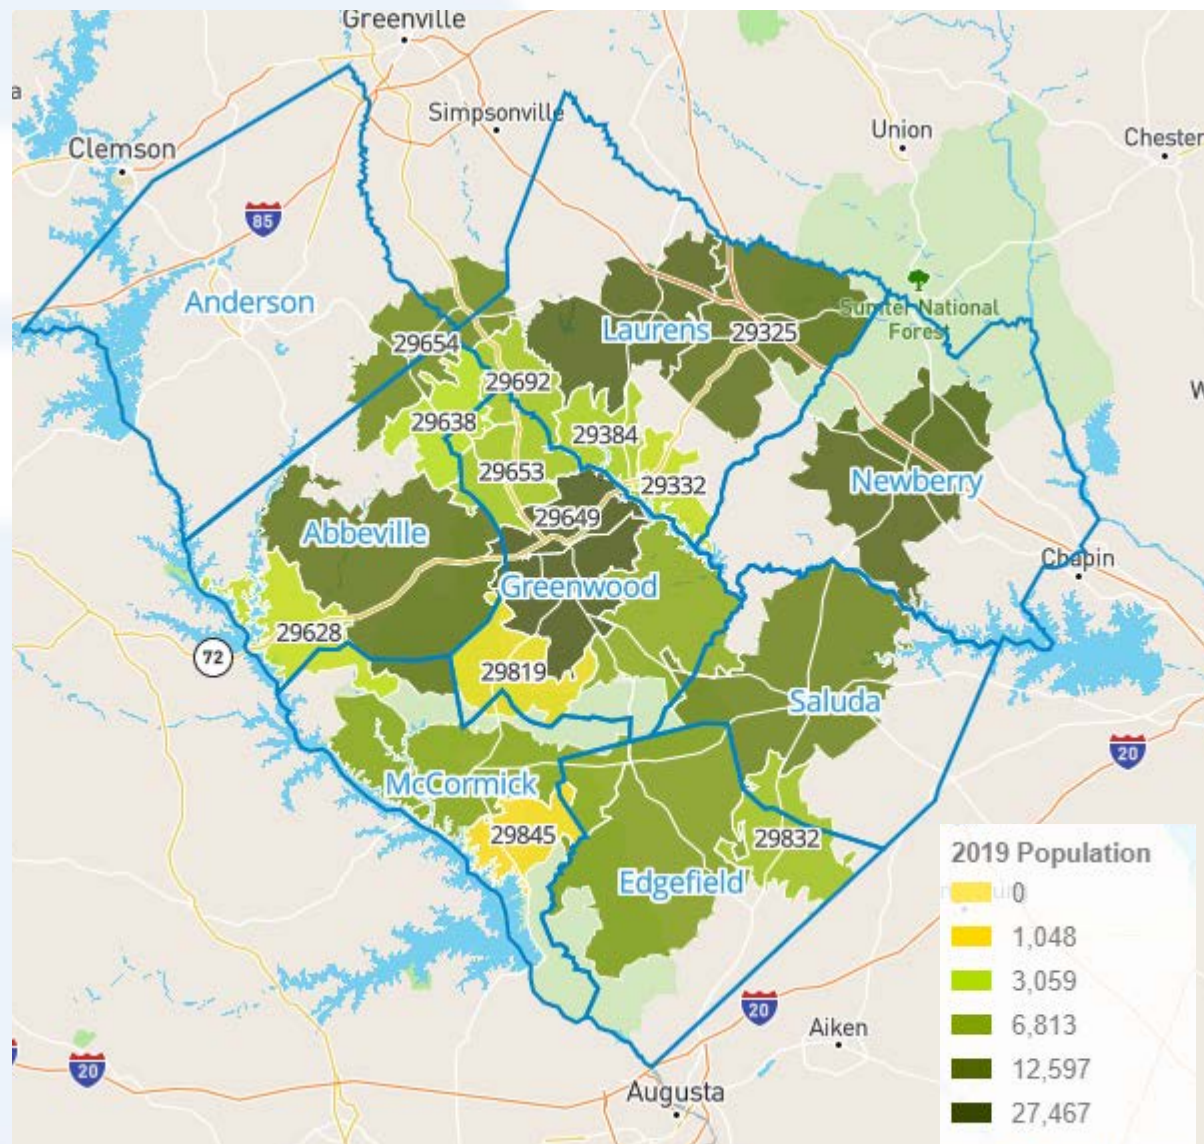 Greenville
a
Simpsonville
Clemson
Union
Chester
85
Anderson
Sumter National
Forest
Laurens
29325
29654
29692
29638
29384
29653
29332
W
29649
Newberry
Abbeville
Chapin
Greenwood
29628
72
29819
Saluda
20
McCormick
29845
29832
Edgefield
2019 Population
0
1,048
3,059
6,813
12,597
27,467
20
Aiken
20
Augusta